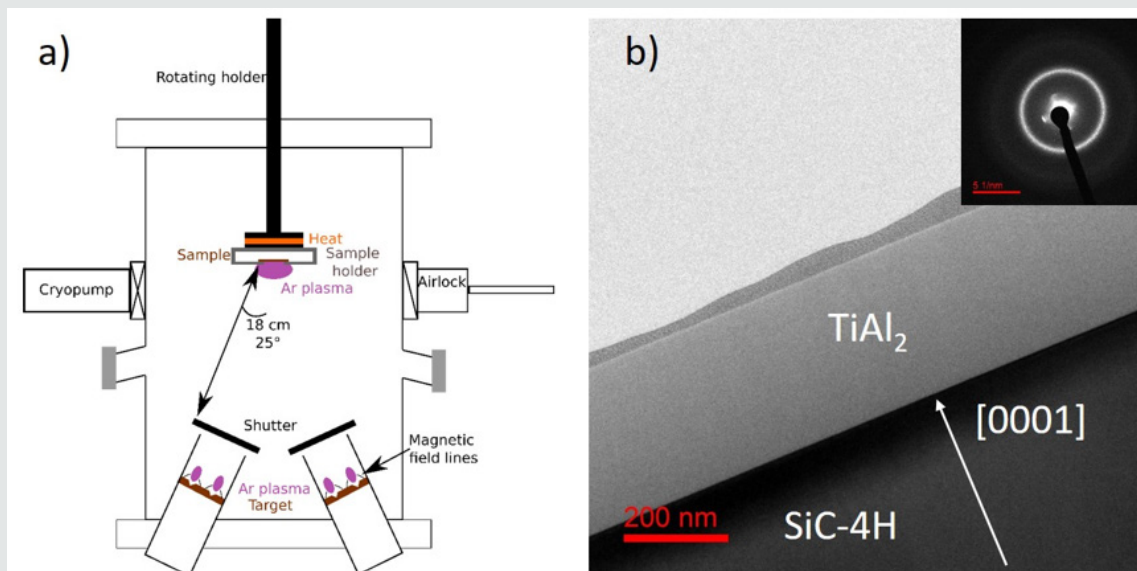 a)
Rotating holder
Heat
Sample
Sample
holder
Ar plasma
Cryopump
Airlock
18 cm
25°
Shutter
Magnetic
field lines
Ar plasma
Target
b)
5 1/nm
TiAl₂
[0001]
200 nm
SiC-4H